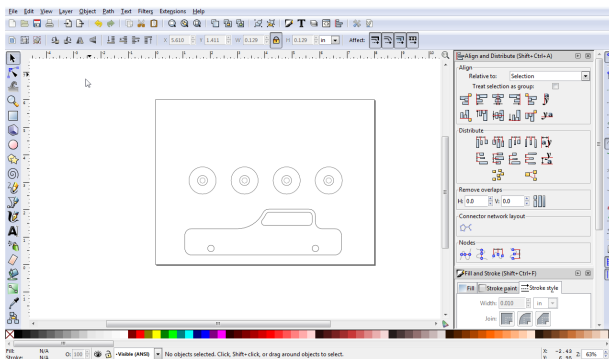 File Edit View Layer Object Path Text Filters Extensions Help
X: 5.610 Y: 1.411 W: 0.129 H: 0.129 in Affect:
Align and Distribute (Shift+Ctrl+A)
Align
Relative to: Selection
Treat selection as group:
Distribute
Remove overlaps
H: 0.0 V: 0.0
Connector network layout
Nodes
Fill and Stroke (Shift+Ctrl+F)
Fill Stroke paint Stroke style
Width: 0.010 in
Join:
Fill: N/A
Stroke: N/A
O: 100
-Visible (ANSI)
No objects selected. Click, Shift+click, or drag around objects to select.
X: -2.43
Y: 6.50
Z: 63%